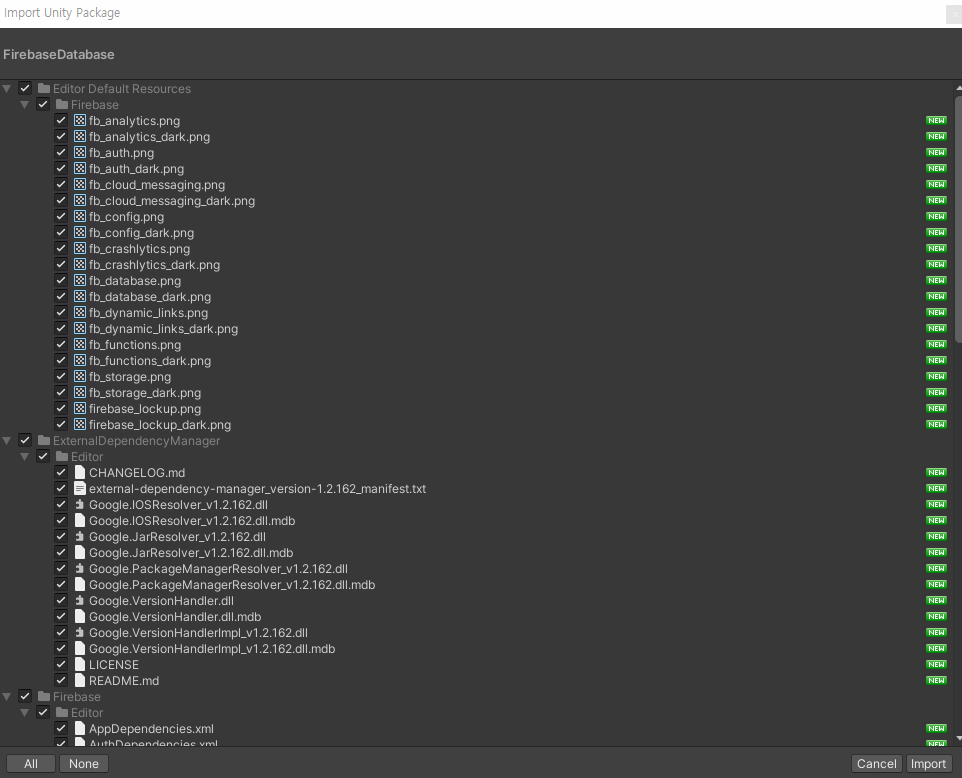 Import Unity Package
FirebaseDatabase
Editor Default Resources
Firebase
fb_analytics.png NEW
fb_analytics_dark.png NEW
fb_auth.png NEW
fb_auth_dark.png NEW
fb_cloud_messaging.png NEW
fb_cloud_messaging_dark.png NEW
fb_config.png NEW
fb_config_dark.png NEW
fb_crashlytics.png NEW
fb_crashlytics_dark.png NEW
fb_database.png NEW
fb_database_dark.png NEW
fb_dynamic_links.png NEW
fb_dynamic_links_dark.png NEW
fb_functions.png NEW
fb_functions_dark.png NEW
fb_storage.png NEW
fb_storage_dark.png NEW
firebase_lockup.png NEW
firebase_lockup_dark.png NEW
ExternalDependencyManager
Editor
CHANGELOG.md NEW
external-dependency-manager_version-1.2.162_manifest.txt NEW
Google.IOSResolver_v1.2.162.dll NEW
Google.IOSResolver_v1.2.162.dll.mdb NEW
Google.JarResolver_v1.2.162.dll NEW
Google.JarResolver_v1.2.162.dll.mdb NEW
Google.PackageManagerResolver_v1.2.162.dll NEW
Google.PackageManagerResolver_v1.2.162.dll.mdb NEW
Google.VersionHandler.dll NEW
Google.VersionHandler.dll.mdb NEW
Google.VersionHandlerImpl_v1.2.162.dll NEW
Google.VersionHandlerImpl_v1.2.162.dll.mdb NEW
LICENSE NEW
README.md NEW
Firebase
Editor
AppDependencies.xml NEW
AuthDependencies.xml NEW
All None Cancel Import